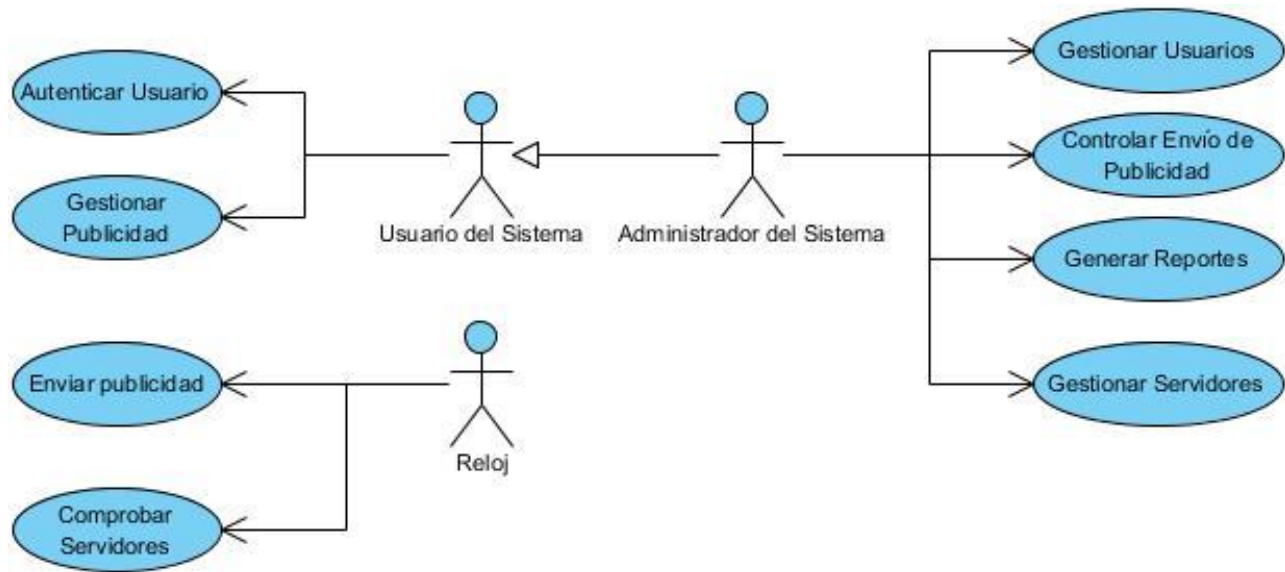 Autenticar Usuario
Gestionar
Publicidad
Usuario del Sistema
Administrador del Sistema
Gestionar Usuarios
Controlar Envío de
Publicidad
Generar Reportes
Gestionar Servidores
Enviar publicidad
Comprobar
Servidores
Reloj